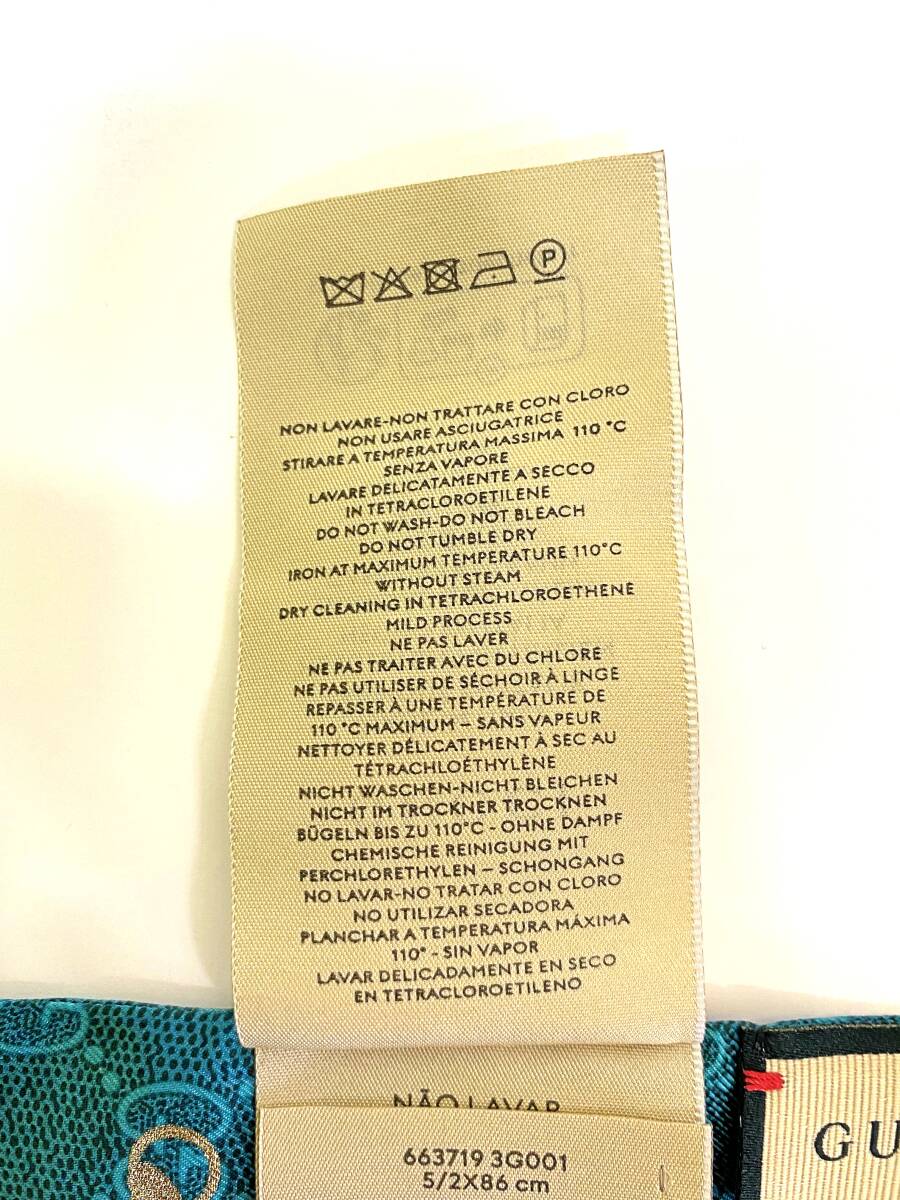 P
NON LAVARE-NON TRATTARE CON CLORO
NON USARE ASCIUGATRICE
STIRARE A TEMPERATURA MASSIMA 110 °C
SENZA VAPORE
LAVARE DELICATAMENTE A SECCO
IN TETRACLOROETILENE
DO NOT WASH-DO NOT BLEACH
DO NOT TUMBLE DRY
IRON AT MAXIMUM TEMPERATURE 110°C
WITHOUT STEAM
DRY CLEANING IN TETRACHLOROETHENE
MILD PROCESS
NE PAS LAVER
NE PAS TRAITER AVEC DU CHLORE
NE PAS UTILISER DE SÉCHOIR À LINGE
REPASSER À UNE TEMPÉRATURE DE
110 °C MAXIMUM – SANS VAPEUR
NETTOYER DÉLICATEMENT À SEC AU
TÉTRACHLOÉTHYLÈNE
NICHT WASCHEN-NICHT BLEICHEN
NICHT IM TROCKNER TROCKNEN
BÜGELN BIS ZU 110°C - OHNE DAMPF
CHEMISCHE REINIGUNG MIT
PERCHLORETHYLEN – SCHONGANG
NO LAVAR-NO TRATAR CON CLORO
NO UTILIZAR SECADORA
PLANCHAR A TEMPERATURA MÁXIMA
110° - SIN VAPOR
LAVAR DELICADAMENTE EN SECO
EN TETRACLOROETILENO
NÃO LAVAR
663719 3G001
5/2X86 cm
GU